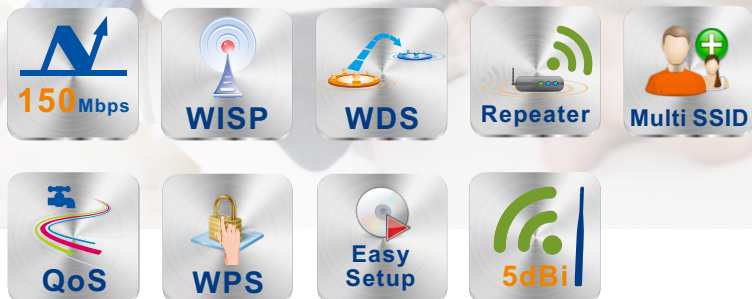 150Mbps
WISP
WDS
Repeater
Multi SSID
QoS
WPS
Easy
Setup
5dBi